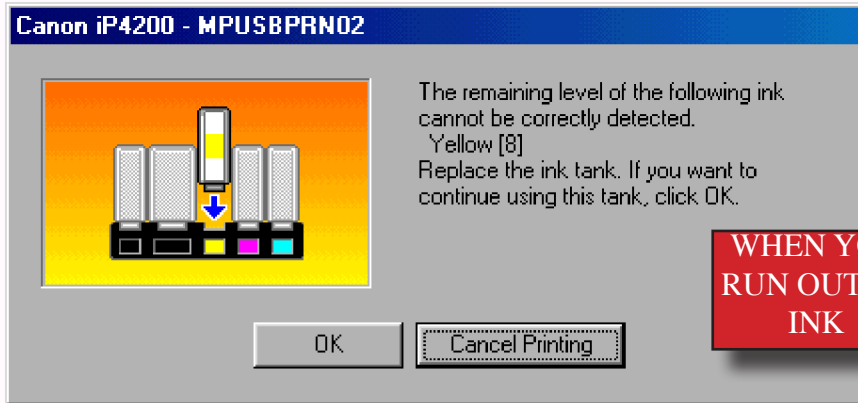 Canon iP4200 - MPUSBPRN02
The remaining level of the following ink
cannot be correctly detected.
Yellow [8]
Replace the ink tank. If you want to
continue using this tank, click OK.
WHEN
RUN OUT
INK
OK
Cancel Printing